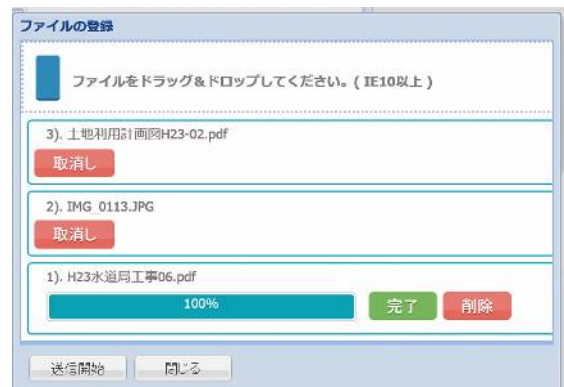 ファイルの登録
ファイルをドラッグ&ドロップしてください。( IE10以上 )
3). 土地利用計画図H23-02.pdf
取消し
2). IMG_0113.JPG
取消し
1). H23水道局工事06.pdf
100% 完了 削除
送信開始 閉じる